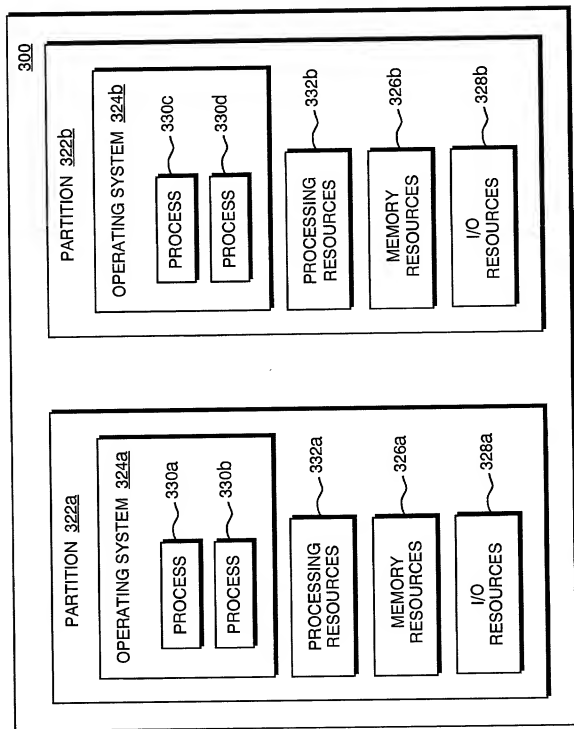 300
PARTITION 322a
OPERATING SYSTEM 324a
330a
PROCESS
330b
PROCESS
332a
PROCESSING
RESOURCES
326a
MEMORY
RESOURCES
328a
I/O
RESOURCES
PARTITION 322b
OPERATING SYSTEM 324b
330c
PROCESS
330d
PROCESS
332b
PROCESSING
RESOURCES
326b
MEMORY
RESOURCES
328b
I/O
RESOURCES